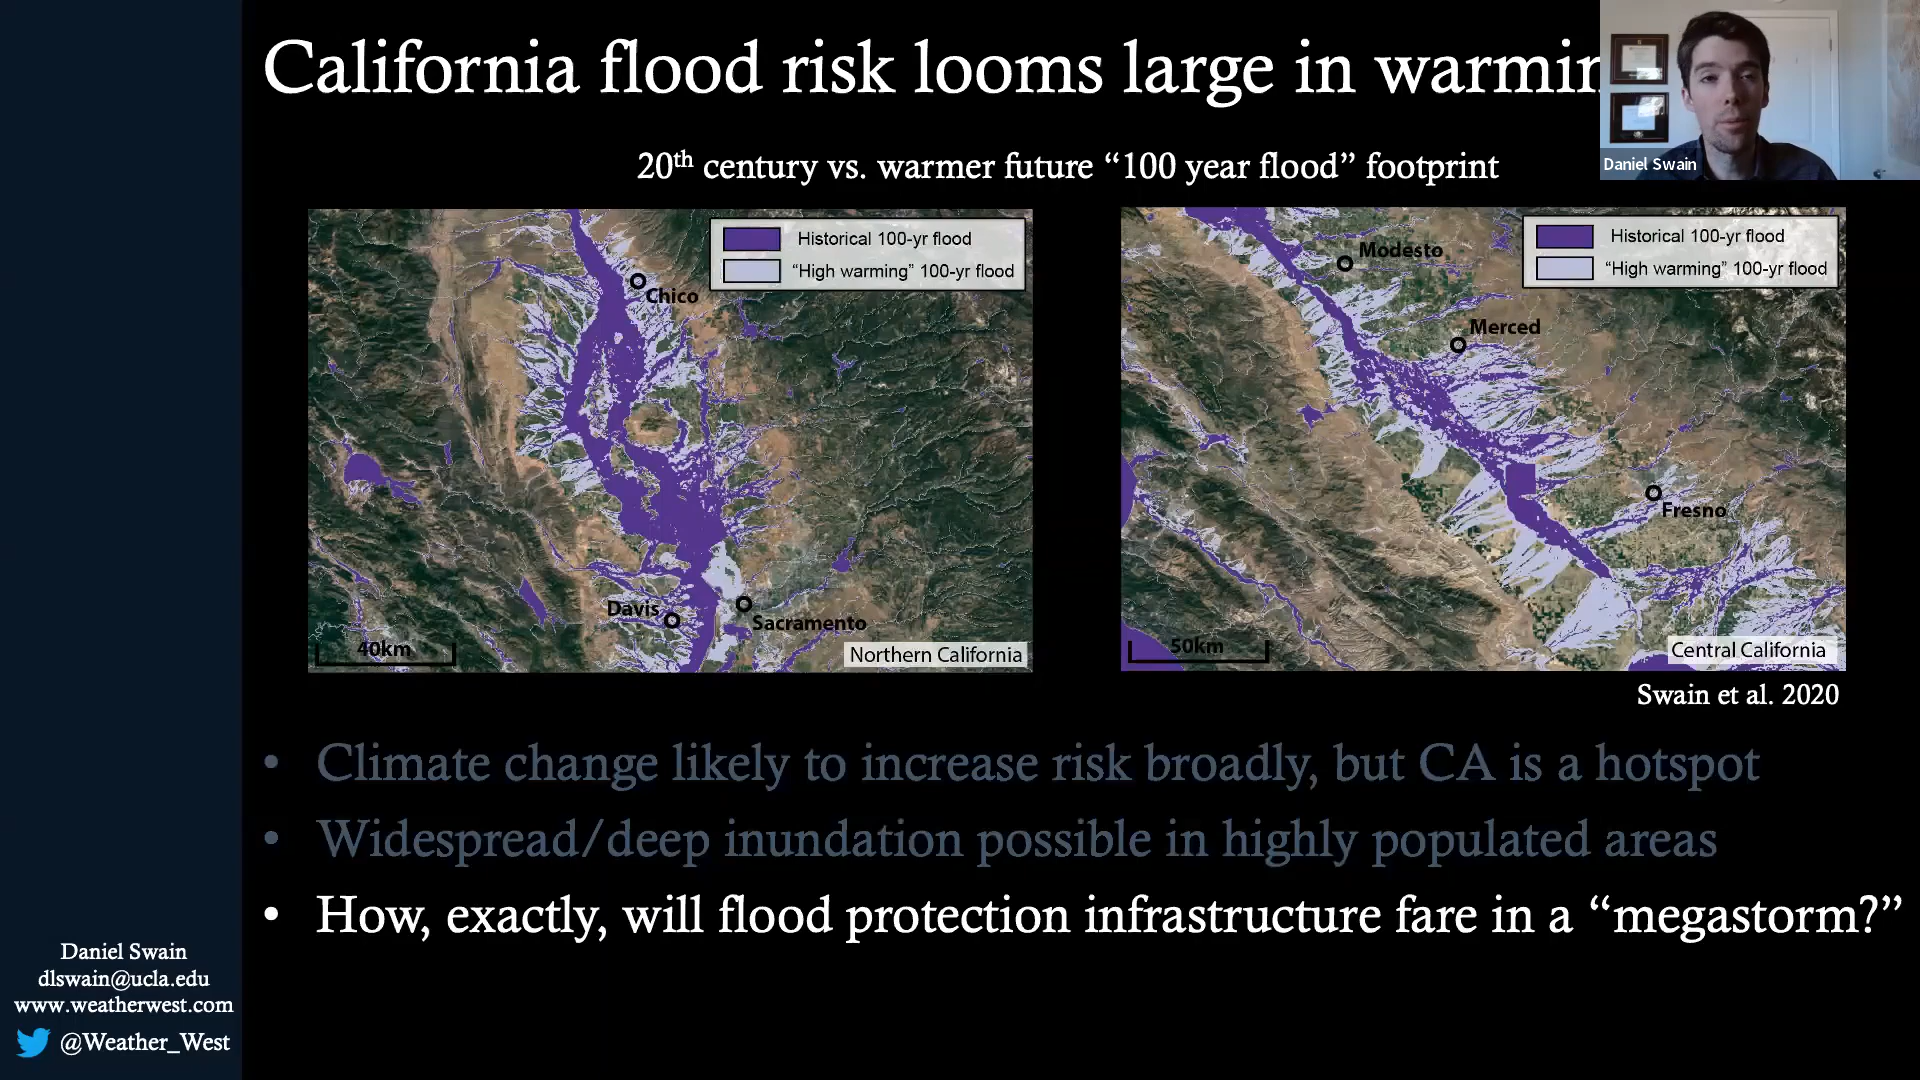 California flood risk looms large in warmin
Daniel Swain
20th century vs. warmer future “100 year flood” footprint
Historical 100-yr flood
“High warming” 100-yr flood
Chico
Davis
Sacramento
40km
Northern California
Historical 100-yr flood
“High warming” 100-yr flood
Modesto
Merced
Fresno
50km
Central California
Swain et al. 2020
• Climate change likely to increase risk broadly, but CA is a hotspot
• Widespread/deep inundation possible in highly populated areas
• How, exactly, will flood protection infrastructure fare in a “megastorm?”
Daniel Swain
dlswain@ucla.edu
www.weatherwest.com
@Weather_West